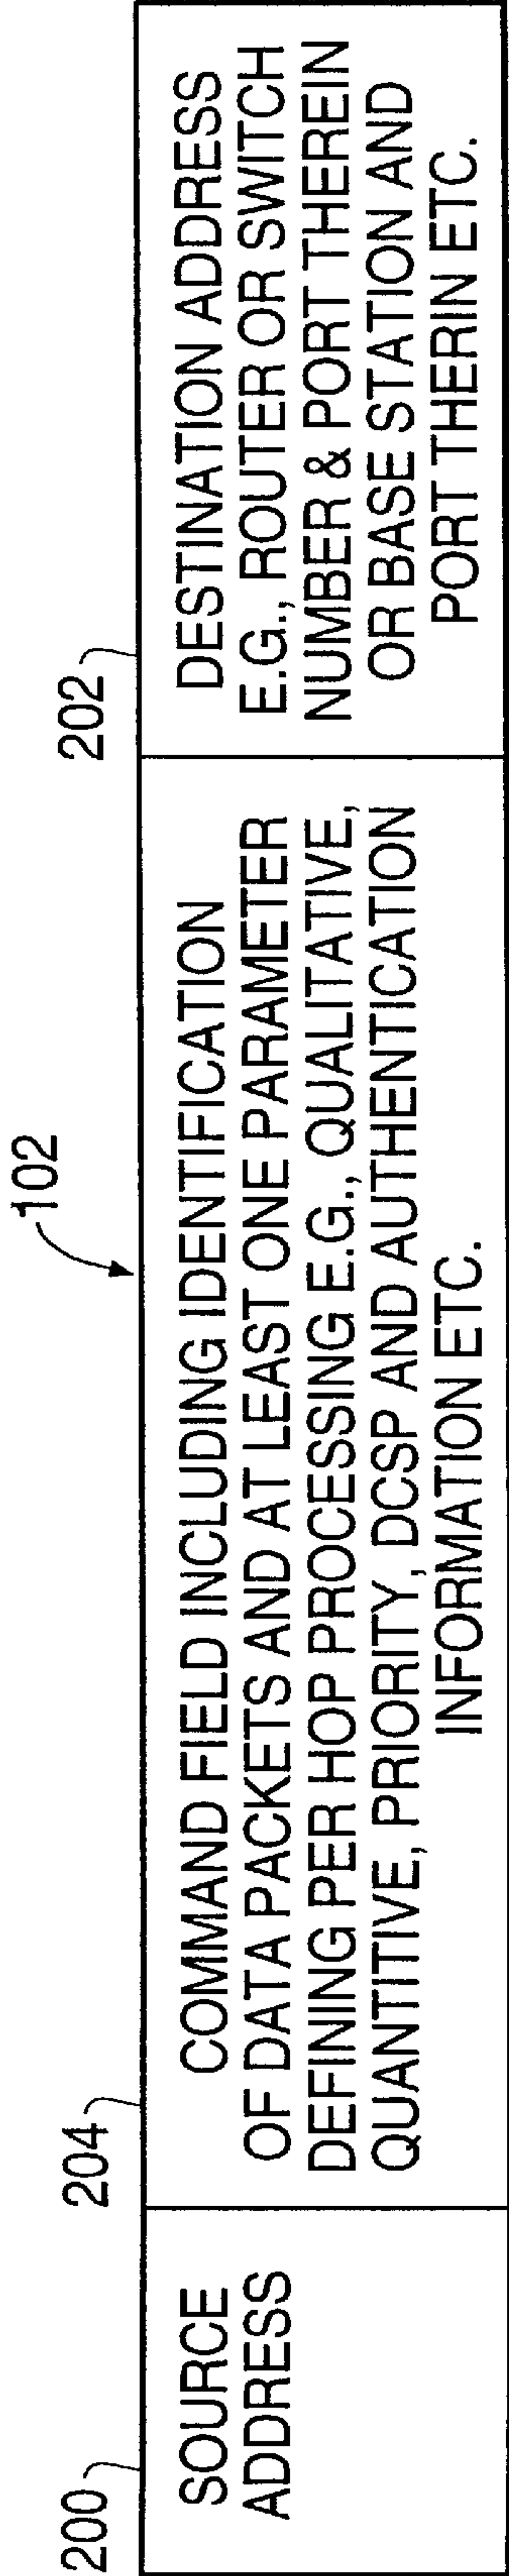 102
200
SOURCE
ADDRESS
204
COMMAND FIELD INCLUDING IDENTIFICATION
OF DATA PACKETS AND AT LEAST ONE PARAMETER
DEFINING PER HOP PROCESSING E.G., QUALITATIVE,
QUANTITIVE, PRIORITY, DCSP AND AUTHENTICATION
INFORMATION ETC.
202
DESTINATION ADDRESS
E.G., ROUTER OR SWITCH
NUMBER & PORT THEREIN
OR BASE STATION AND
PORT THERIN ETC.